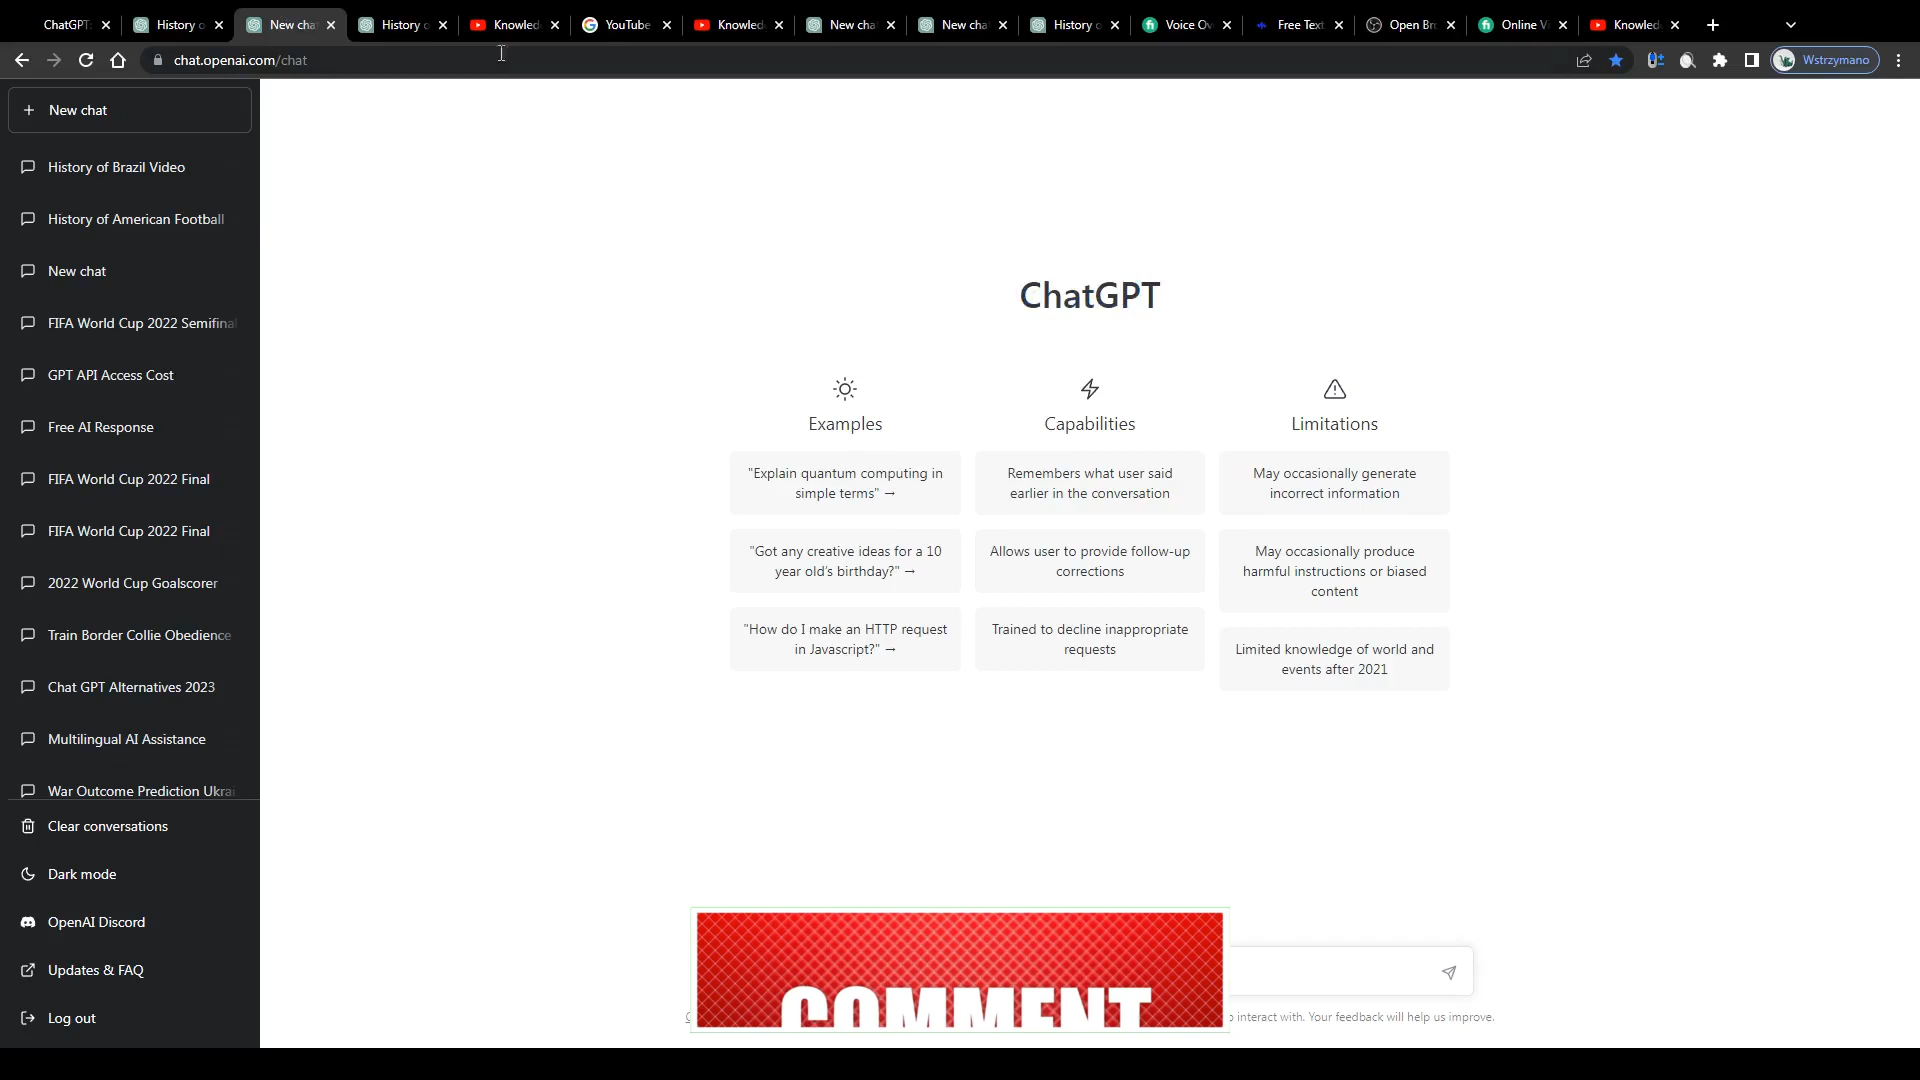 ChatGPT:
History o
New cha
History o
Knowled
YouTube
Knowled
New cha
New cha
History o
Voice Ov
Free Text
Open Bro
Online Vi
Knowled
chat.openai.com/chat
Wstrzymano
New chat
History of Brazil Video
History of American Football
New chat
FIFA World Cup 2022 Semifinal
GPT API Access Cost
Free AI Response
FIFA World Cup 2022 Final
FIFA World Cup 2022 Final
2022 World Cup Goalscorer
Train Border Collie Obedience
Chat GPT Alternatives 2023
Multilingual AI Assistance
War Outcome Prediction Ukrai
Clear conversations
Dark mode
OpenAI Discord
Updates & FAQ
Log out
ChatGPT
Examples
"Explain quantum computing in
simple terms" →
"Got any creative ideas for a 10
year old's birthday?" →
"How do I make an HTTP request
in Javascript?" →
Capabilities
Remembers what user said
earlier in the conversation
Allows user to provide follow-up
corrections
Trained to decline inappropriate
requests
Limitations
May occasionally generate
incorrect information
May occasionally produce
harmful instructions or biased
content
Limited knowledge of world and
events after 2021
COMMENT
interact with. Your feedback will help us improve.